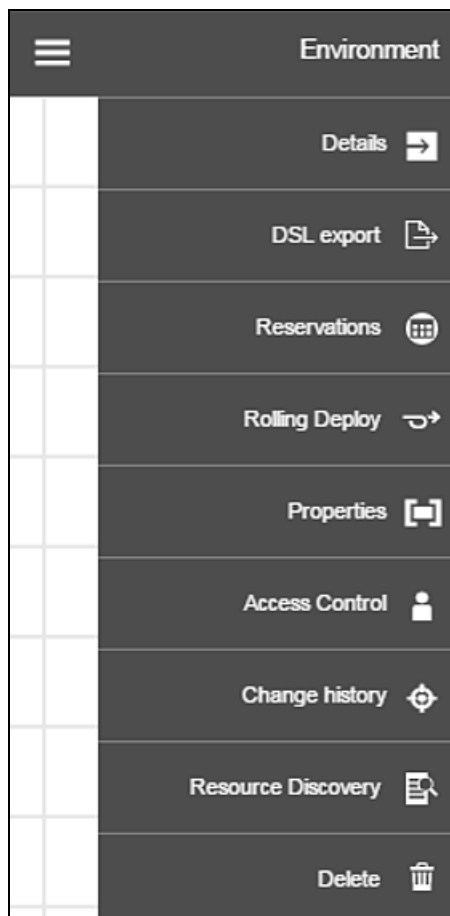 Environment
Details
DSL export
Reservations
Rolling Deploy
Properties
Access Control
Change history
Resource Discovery
Delete